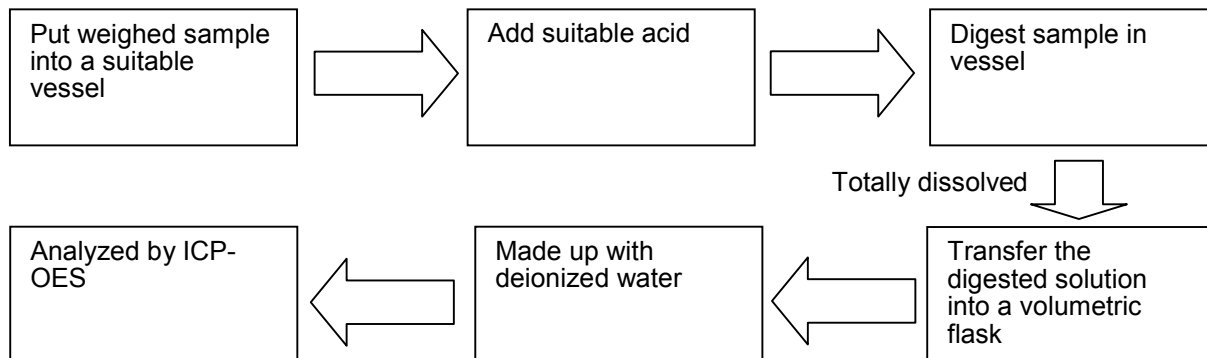 Put weighed sample
into a suitable
vessel
Add suitable acid
Digest sample in
vessel
Totally dissolved
Transfer the
digested solution
into a volumetric
flask
Made up with
deionized water
Analyzed by ICP-
OES